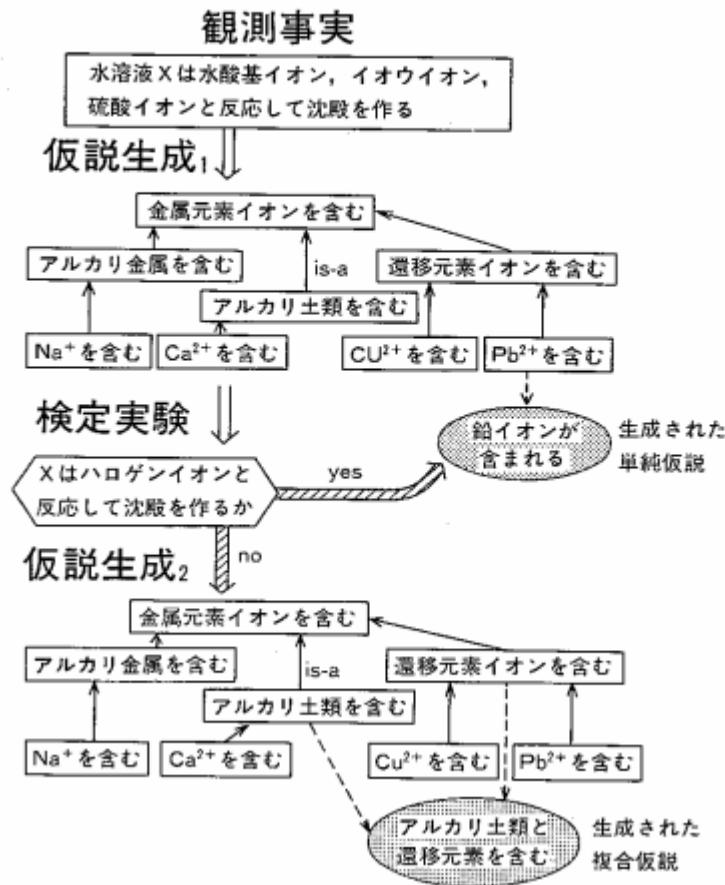 観測事実
水溶液Xは水酸基イオン，イオウイオン，
硫酸イオンと反応して沈殿を作る
仮説生成1
金属元素イオンを含む
アルカリ金属を含む
is-a
還移元素イオンを含む
アルカリ土類を含む
Na⁺を含む
Ca²⁺を含む
CU²⁺を含む
Pb²⁺を含む
検定実験
鉛イオンが
含まれる
生成された
単純仮説
Xはハロゲンイオンと
反応して沈殿を作るか
yes
仮説生成2
no
金属元素イオンを含む
アルカリ金属を含む
is-a
還移元素イオンを含む
アルカリ土類を含む
Na⁺を含む
Ca²⁺を含む
Cu²⁺を含む
Pb²⁺を含む
アルカリ土類と
還移元素を含む
生成された
複合仮説